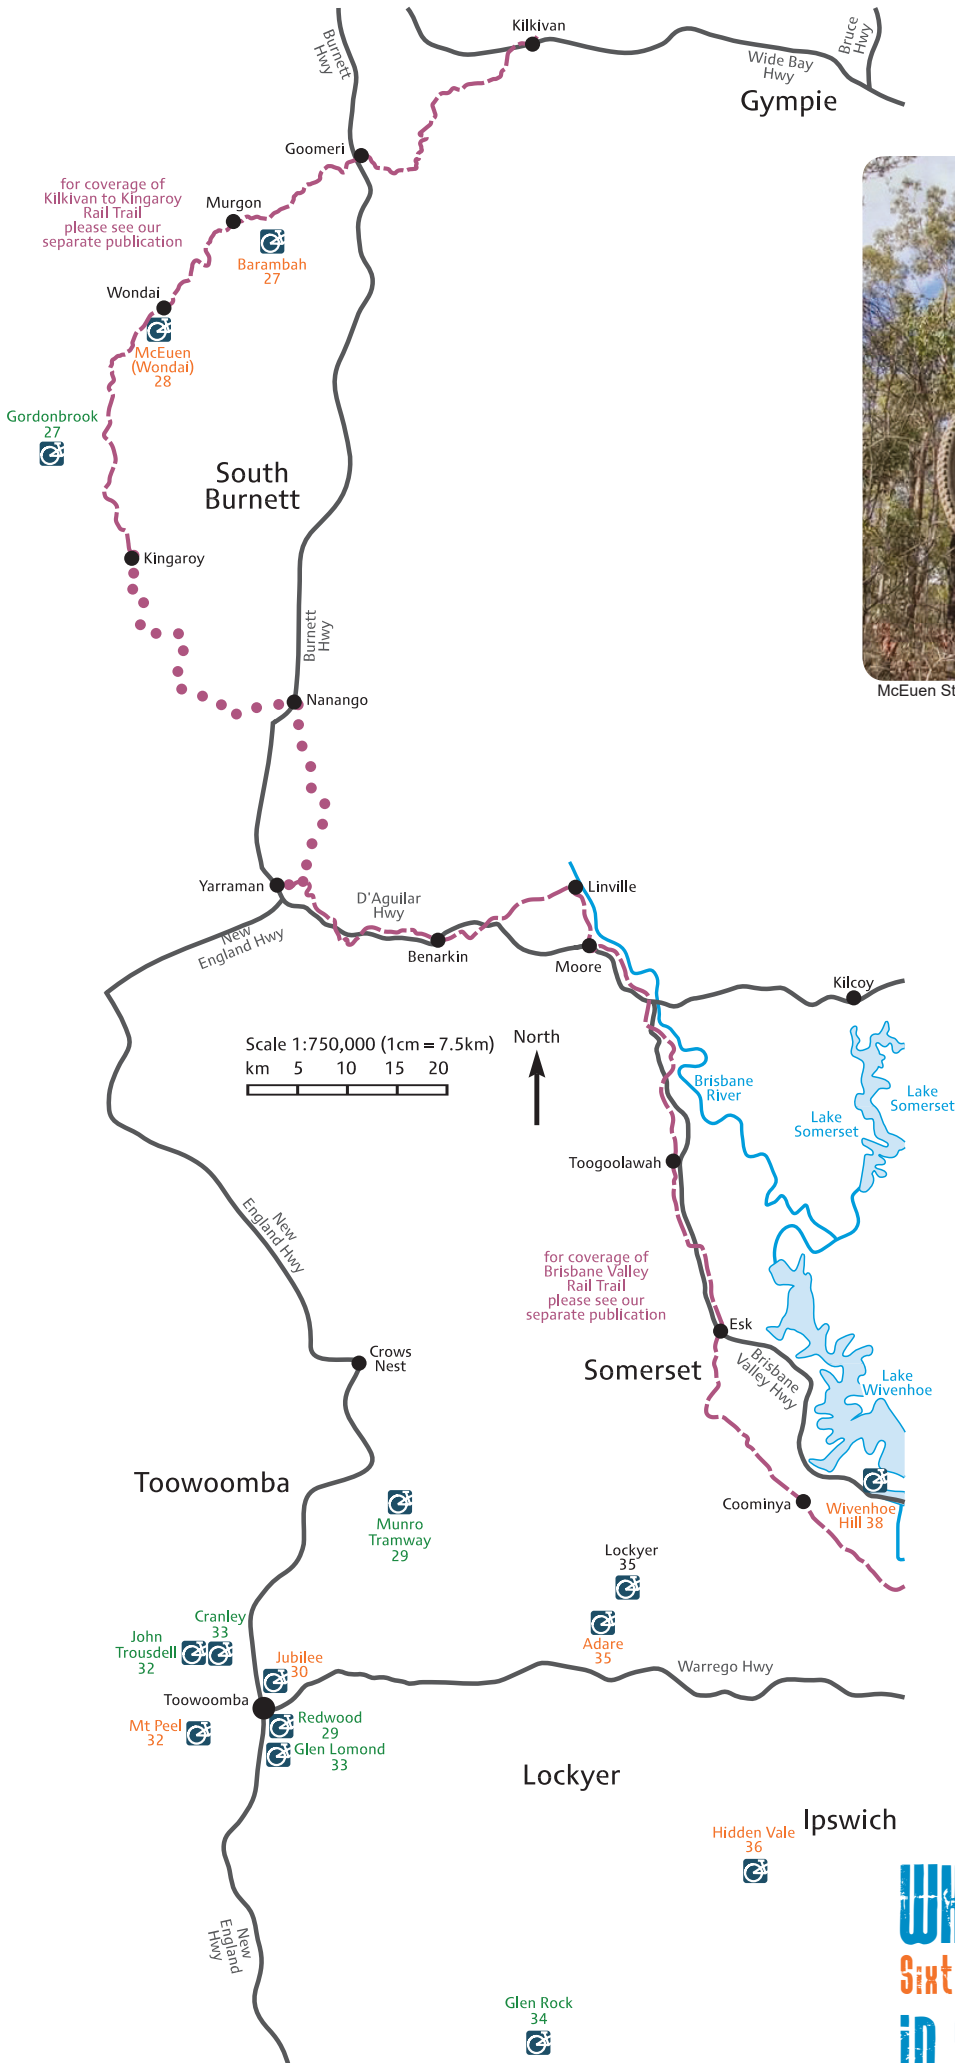 Kilkivan
Burnett
Hwy
Bruce
Hwy
Wide Bay
Hwy
Gympie
Goomeri
for coverage of
Kilkivan to Kingaroy
Rail Trail
please see our
separate publication
Murgon
Barambah
27
Wondai
McEuen
(Wondai)
28
Gordonbrook
27
South
Burnett
Kingaroy
Burnett
Hwy
McEuen St
Nanango
Yarraman
D'Aguilar
Hwy
Linville
New
England Hwy
Benarkin
Moore
Kilcoy
Scale 1:750,000 (1cm = 7.5km)
km 5 10 15 20
North
Brisbane
River
Lake
Somerset
Lake
Somerset
Toogoolawah
New
England Hwy
for coverage of
Brisbane Valley
Rail Trail
please see our
separate publication
Esk
Crows
Nest
Somerset
Brisbane
Valley Hwy
Lake
Wivenhoe
Toowoomba
Munro
Tramway
29
Coominya
Wivenhoe
Hill 38
Lockyer
35
Cranley
33
John
Trousdell
32
Adare
35
Jubilee
30
Warrego Hwy
Toowoomba
Mt Peel
32
Redwood
29
Glen Lomond
33
Lockyer
Ipswich
Hidden Vale
36
New
England
Hwy
Glen Rock
34
Sixt
in